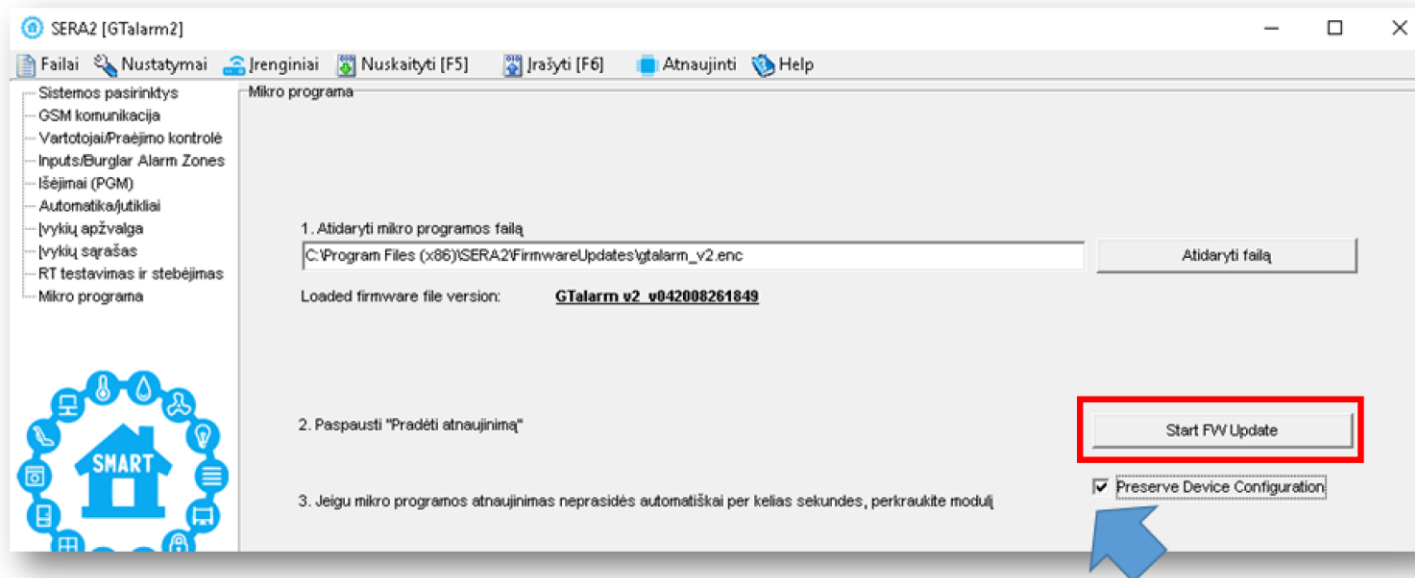 SERA2 [GTalarm2]
Failai Nustatymai Įrenginiai Nuskaityti [F5] Įrašyti [F6] Atnaujinti Help
Sistemos pasirinktys
GSM komunikacija
Vartotojai/Praėjimo kontrolė
Inputs/Burglar Alarm Zones
Išėjimai (PGM)
Automatika/jutikliai
Įvykių apžvalga
Įvykių sąrašas
RT testavimas ir stebėjimas
Mikro programa
SMART
Mikro programa
1. Atidaryti mikro programos failą
C:\Program Files (x86)\SERA2\FirmwareUpdates\gtalarm_v2.enc
Atidaryti failą
Loaded firmware file version: GTalarm v2_v042008261849
2. Paspausti "Pradėti atnaujinimą"
Start FW Update
Preserve Device Configuration
3. Jeigu mikro programos atnaujinimas neprasidės automatiškai per kelias sekundes, perkraukite modulį